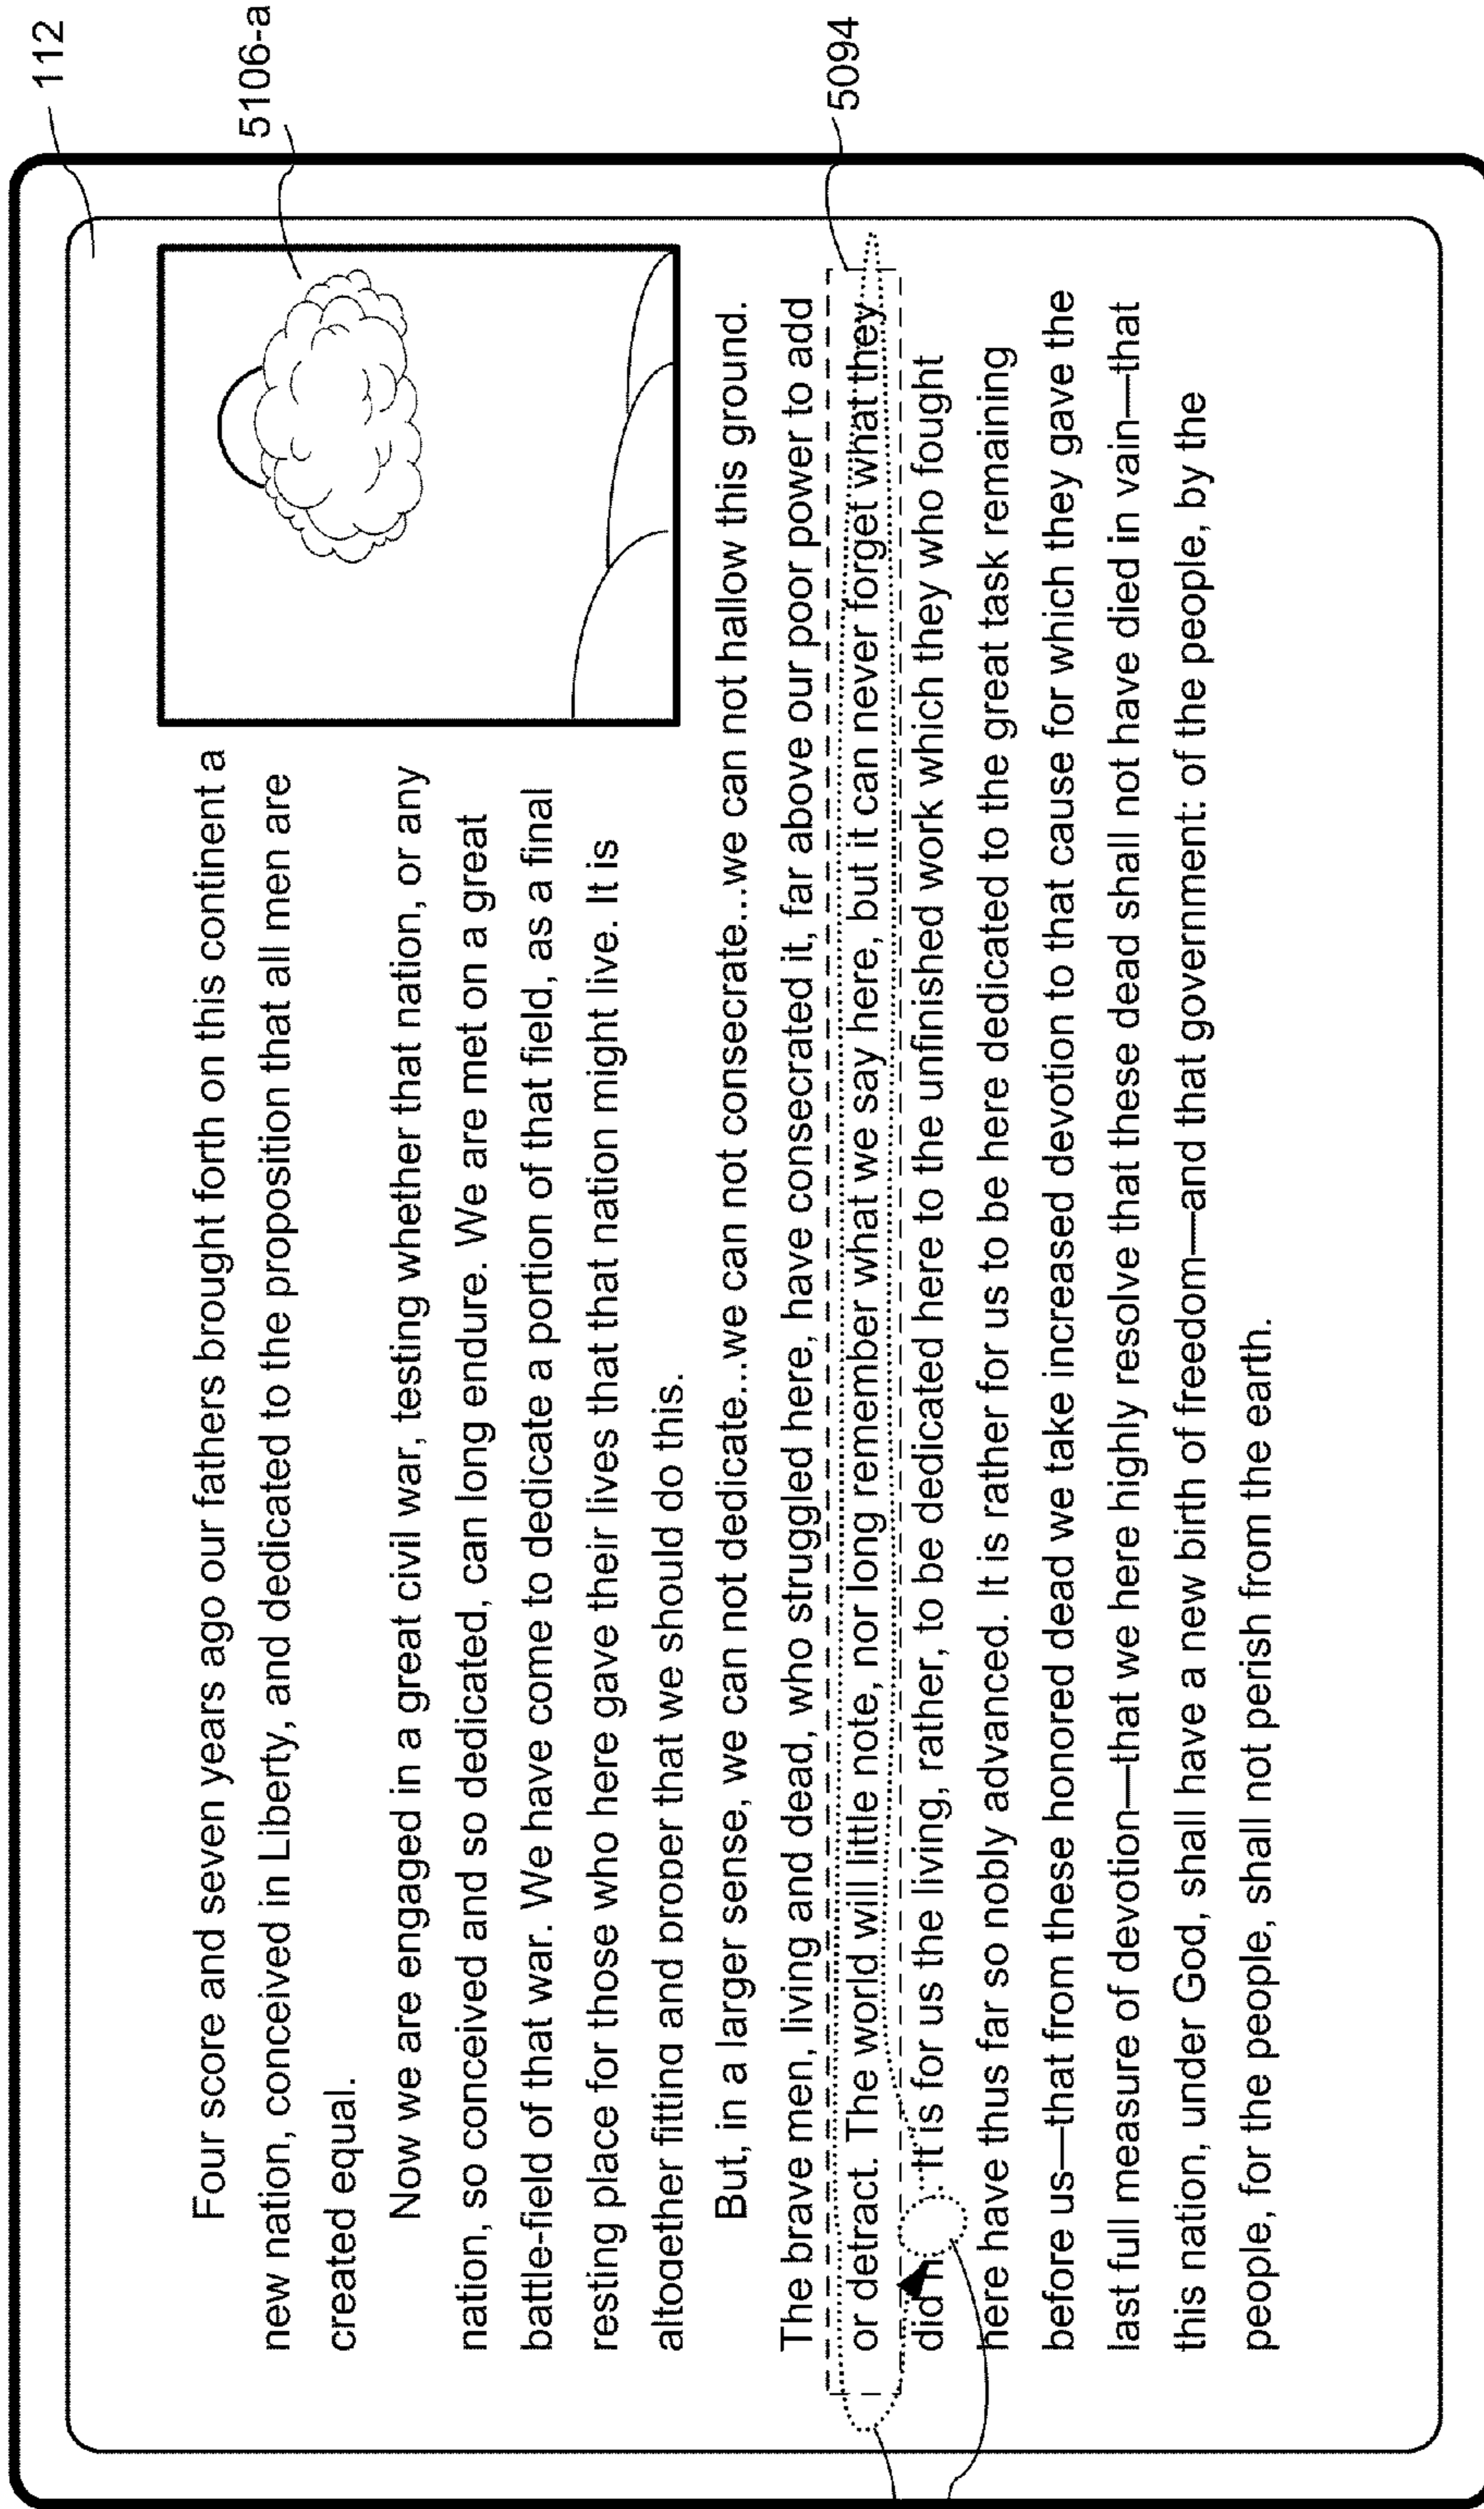 112
5106-a
Four score and seven years ago our fathers brought forth on this continent a
new nation, conceived in Liberty, and dedicated to the proposition that all men are
created equal.
Now we are engaged in a great civil war, testing whether that nation, or any
nation, so conceived and so dedicated, can long endure. We are met on a great
battle-field of that war. We have come to dedicate a portion of that field, as a final
resting place for those who here gave their lives that that nation might live. It is
altogether fitting and proper that we should do this.
But, in a larger sense, we can not dedicate...we can not consecrate...we can not hallow this ground.
The brave men, living and dead, who struggled here, have consecrated it, far above our poor power to add
5094
or detract. The world will little note, nor long remember what we say here, but it can never forget what they
did It is for us the living, rather, to be dedicated here to the unfinished work which they who fought
here have thus far so nobly advanced. It is rather for us to be here dedicated to the great task remaining
before us—that from these honored dead we take increased devotion to that cause for which they gave the
last full measure of devotion—that we here highly resolve that these dead shall not have died in vain—that
this nation, under God, shall have a new birth of freedom—and that government: of the people, by the
people, for the people, shall not perish from the earth.